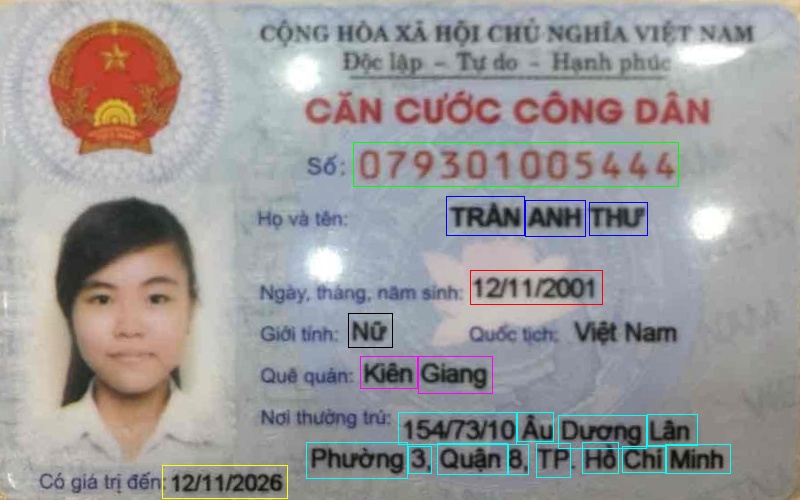 CỘNG HÒA XÃ HỘI CHỦ NGHĨA VIỆT NAM
Độc lập - Tự do - Hạnh phúc
CĂN CƯỚC CÔNG DÂN
Số: 079301005444
Họ và tên: TRẦN ANH THƯ
Ngày, tháng, năm sinh: 12/11/2001
Giới tính: Nữ Quốc tịch: Việt Nam
Quê quán: Kiên Giang
Nơi thường trú: 154/73/10 Âu Dương Lân
Phường 3, Quận 8, TP. Hồ Chí Minh
Có giá trị đến: 12/11/2026